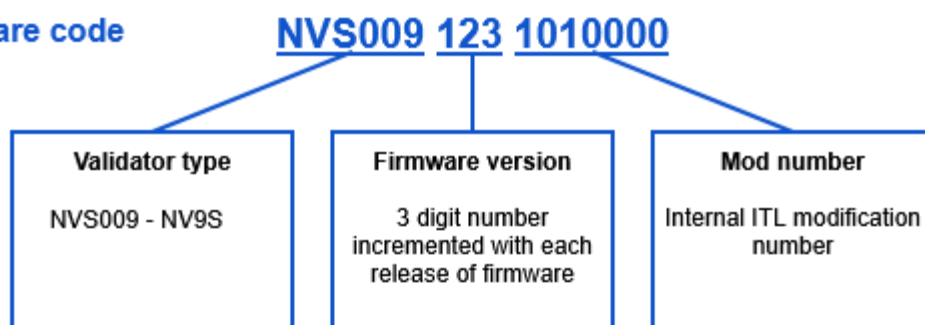 are code
NVS009 123 1010000
Validator type
NVS009 - NV9S
Firmware version
3 digit number
incremented with each
release of firmware
Mod number
Internal ITL modification
number